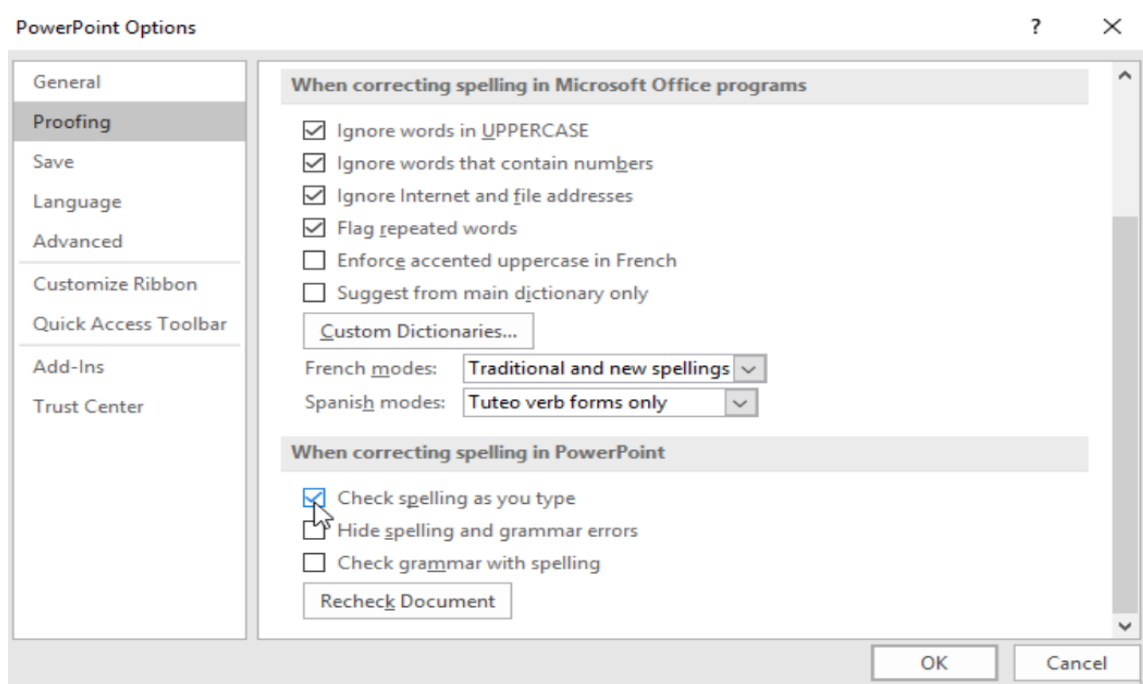 PowerPoint Options
?
General
Proofing
Save
Language
Advanced
Customize Ribbon
Quick Access Toolbar
Add-Ins
Trust Center
When correcting spelling in Microsoft Office programs
Ignore words in UPPERCASE
Ignore words that contain numbers
Ignore Internet and file addresses
Flag repeated words
Enforce accented uppercase in French
Suggest from main dictionary only
Custom Dictionaries...
French modes: Traditional and new spellings
Spanish modes: Tuteo verb forms only
When correcting spelling in PowerPoint
Check spelling as you type
Hide spelling and grammar errors
Check grammar with spelling
Recheck Document
OK Cancel